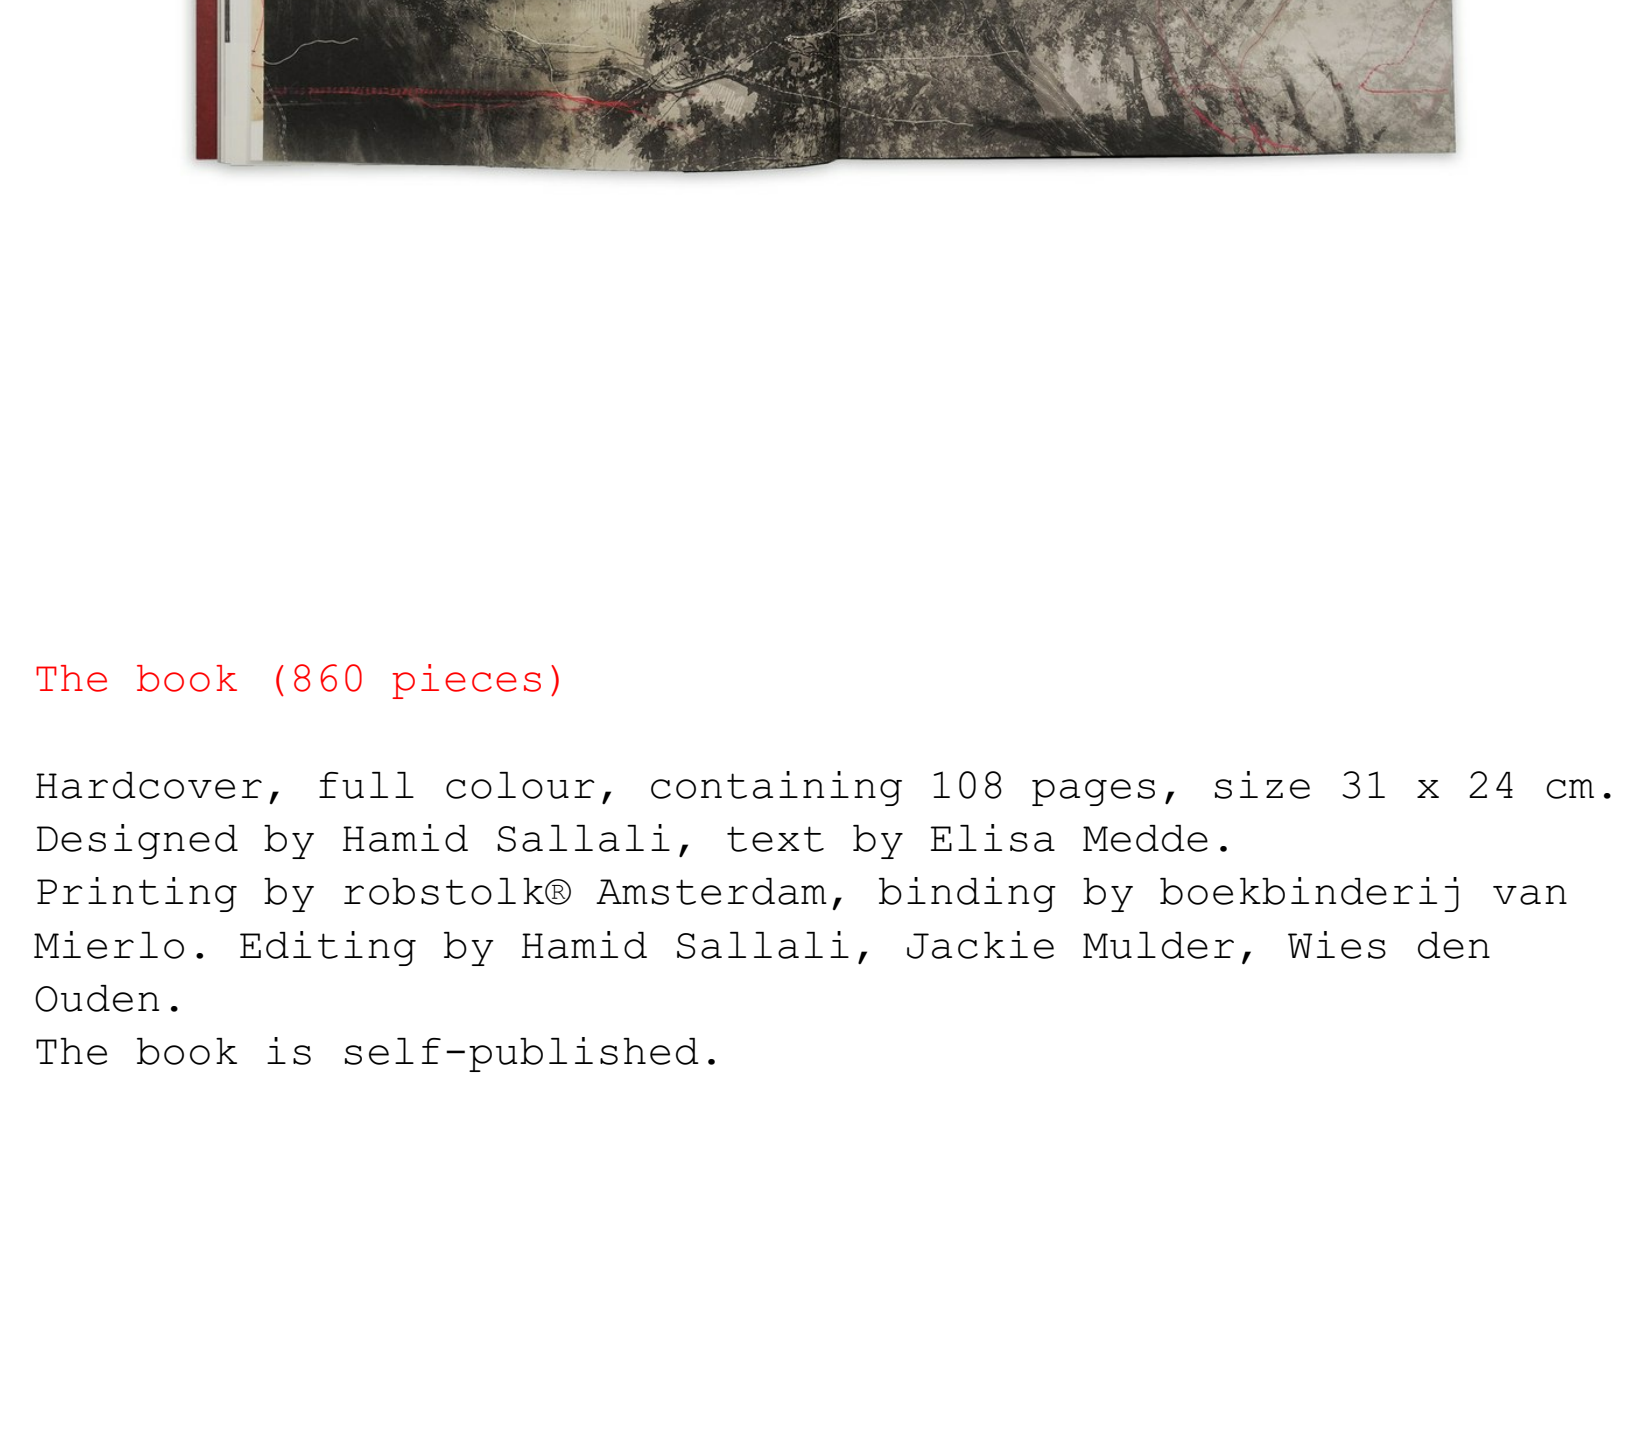 The book (860 pieces)
Hardcover, full colour, containing 108 pages, size 31 x 24 cm.
Designed by Hamid Sallali, text by Elisa Medde.
Printing by robstolk® Amsterdam, binding by boekbinderij van
Mierlo. Editing by Hamid Sallali, Jackie Mulder, Wies den
Ouden.
The book is self-published.